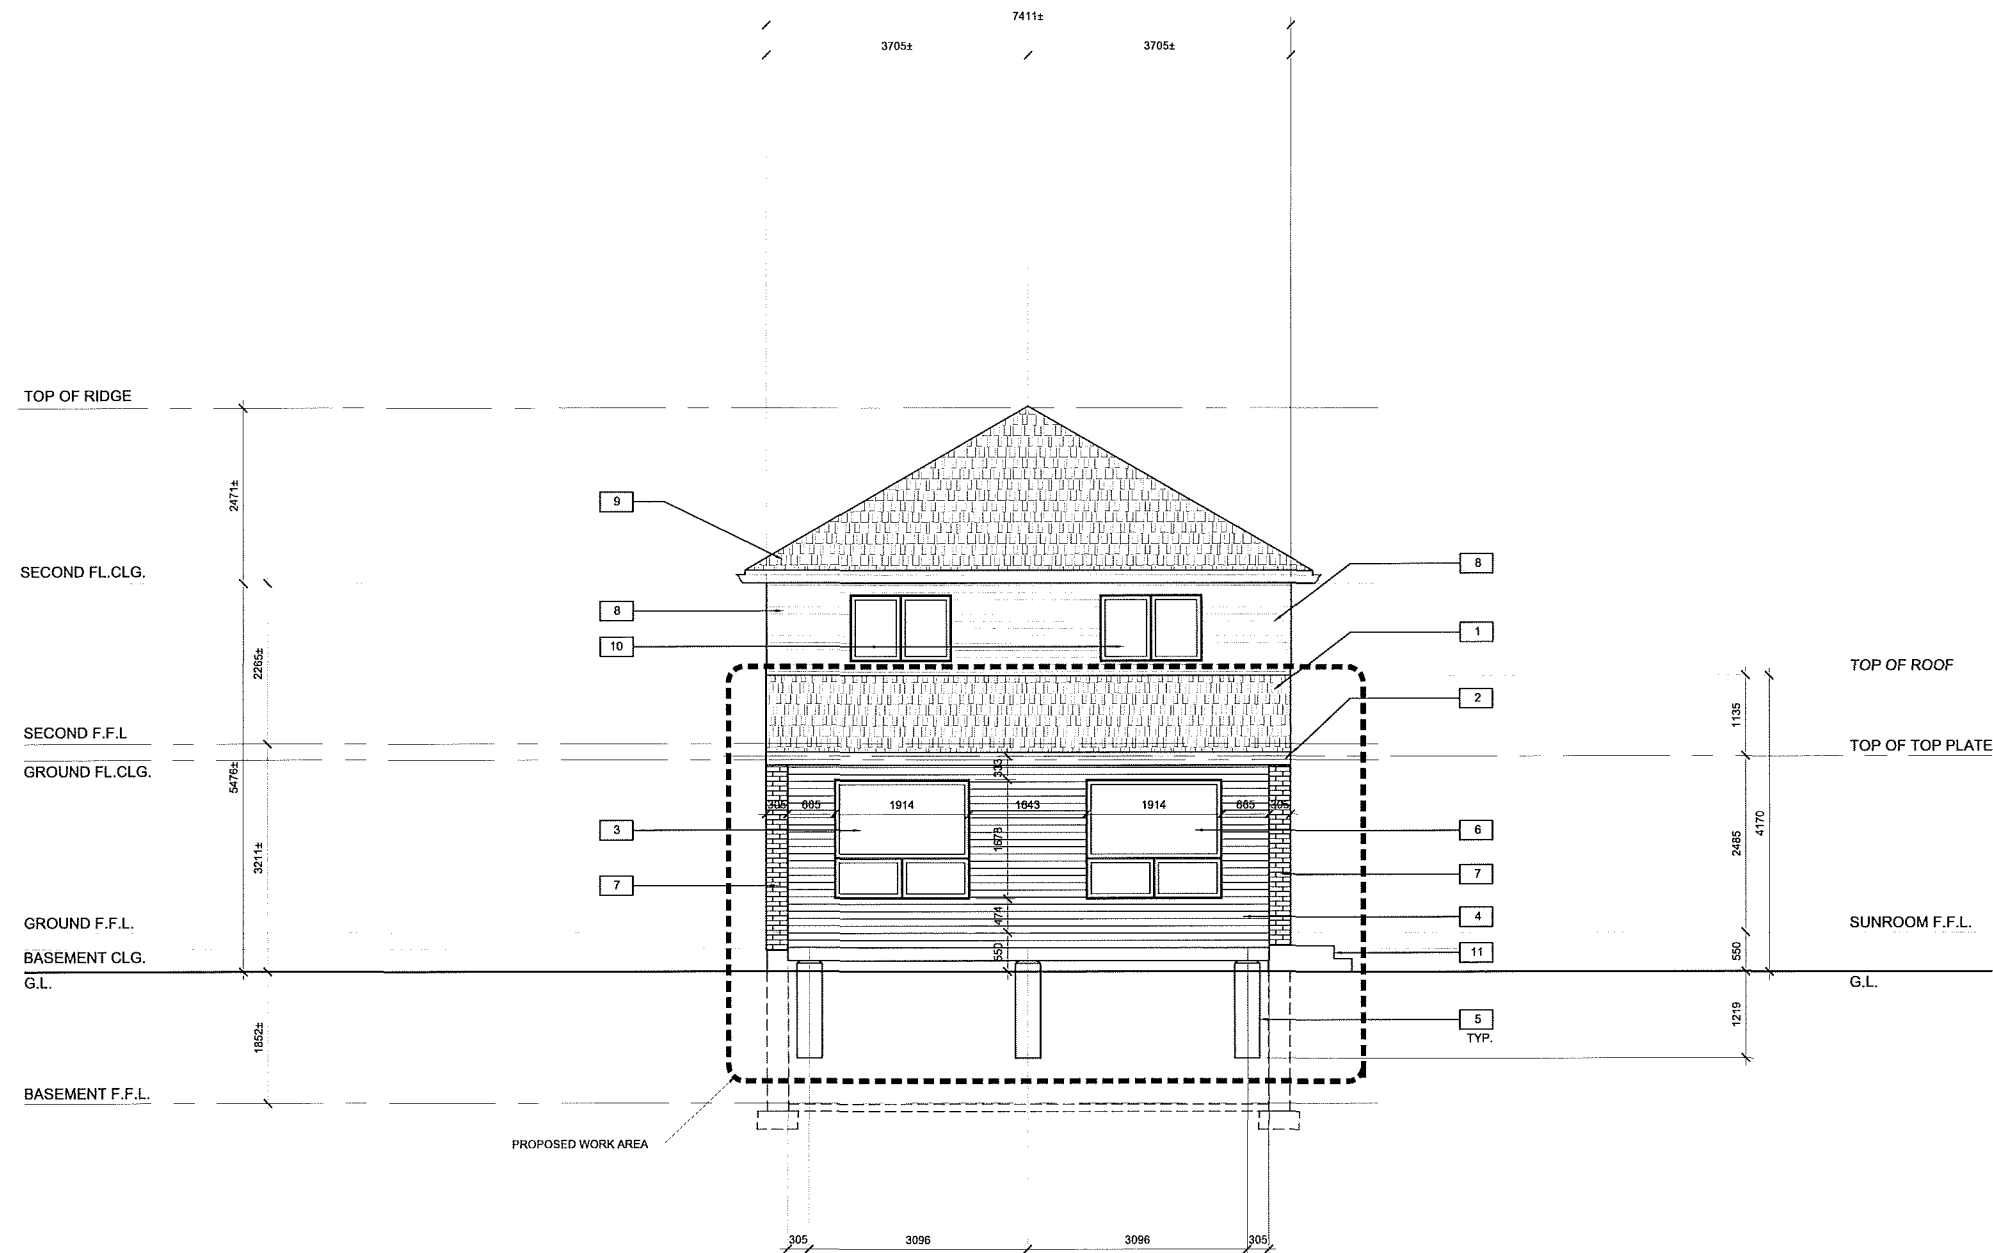 7411±
3705±
3705±
TOP OF RIDGE
2471±
9
SECOND FL.CLG.
8
8
10
1
2265±
TOP OF ROOF
2
1135
SECOND F.F.L
TOP OF TOP PLATE
GROUND FL.CLG.
5476±
333
305
665
1914
1643
1914
665
305
3
6
1678
2485
4170
3211±
7
7
4
474
GROUND F.F.L.
SUNROOM F.F.L.
BASEMENT CLG.
550
11
550
G.L.
G.L.
5
TYP.
1219
1852±
BASEMENT F.F.L.
PROPOSED WORK AREA
305
3096
3096
305